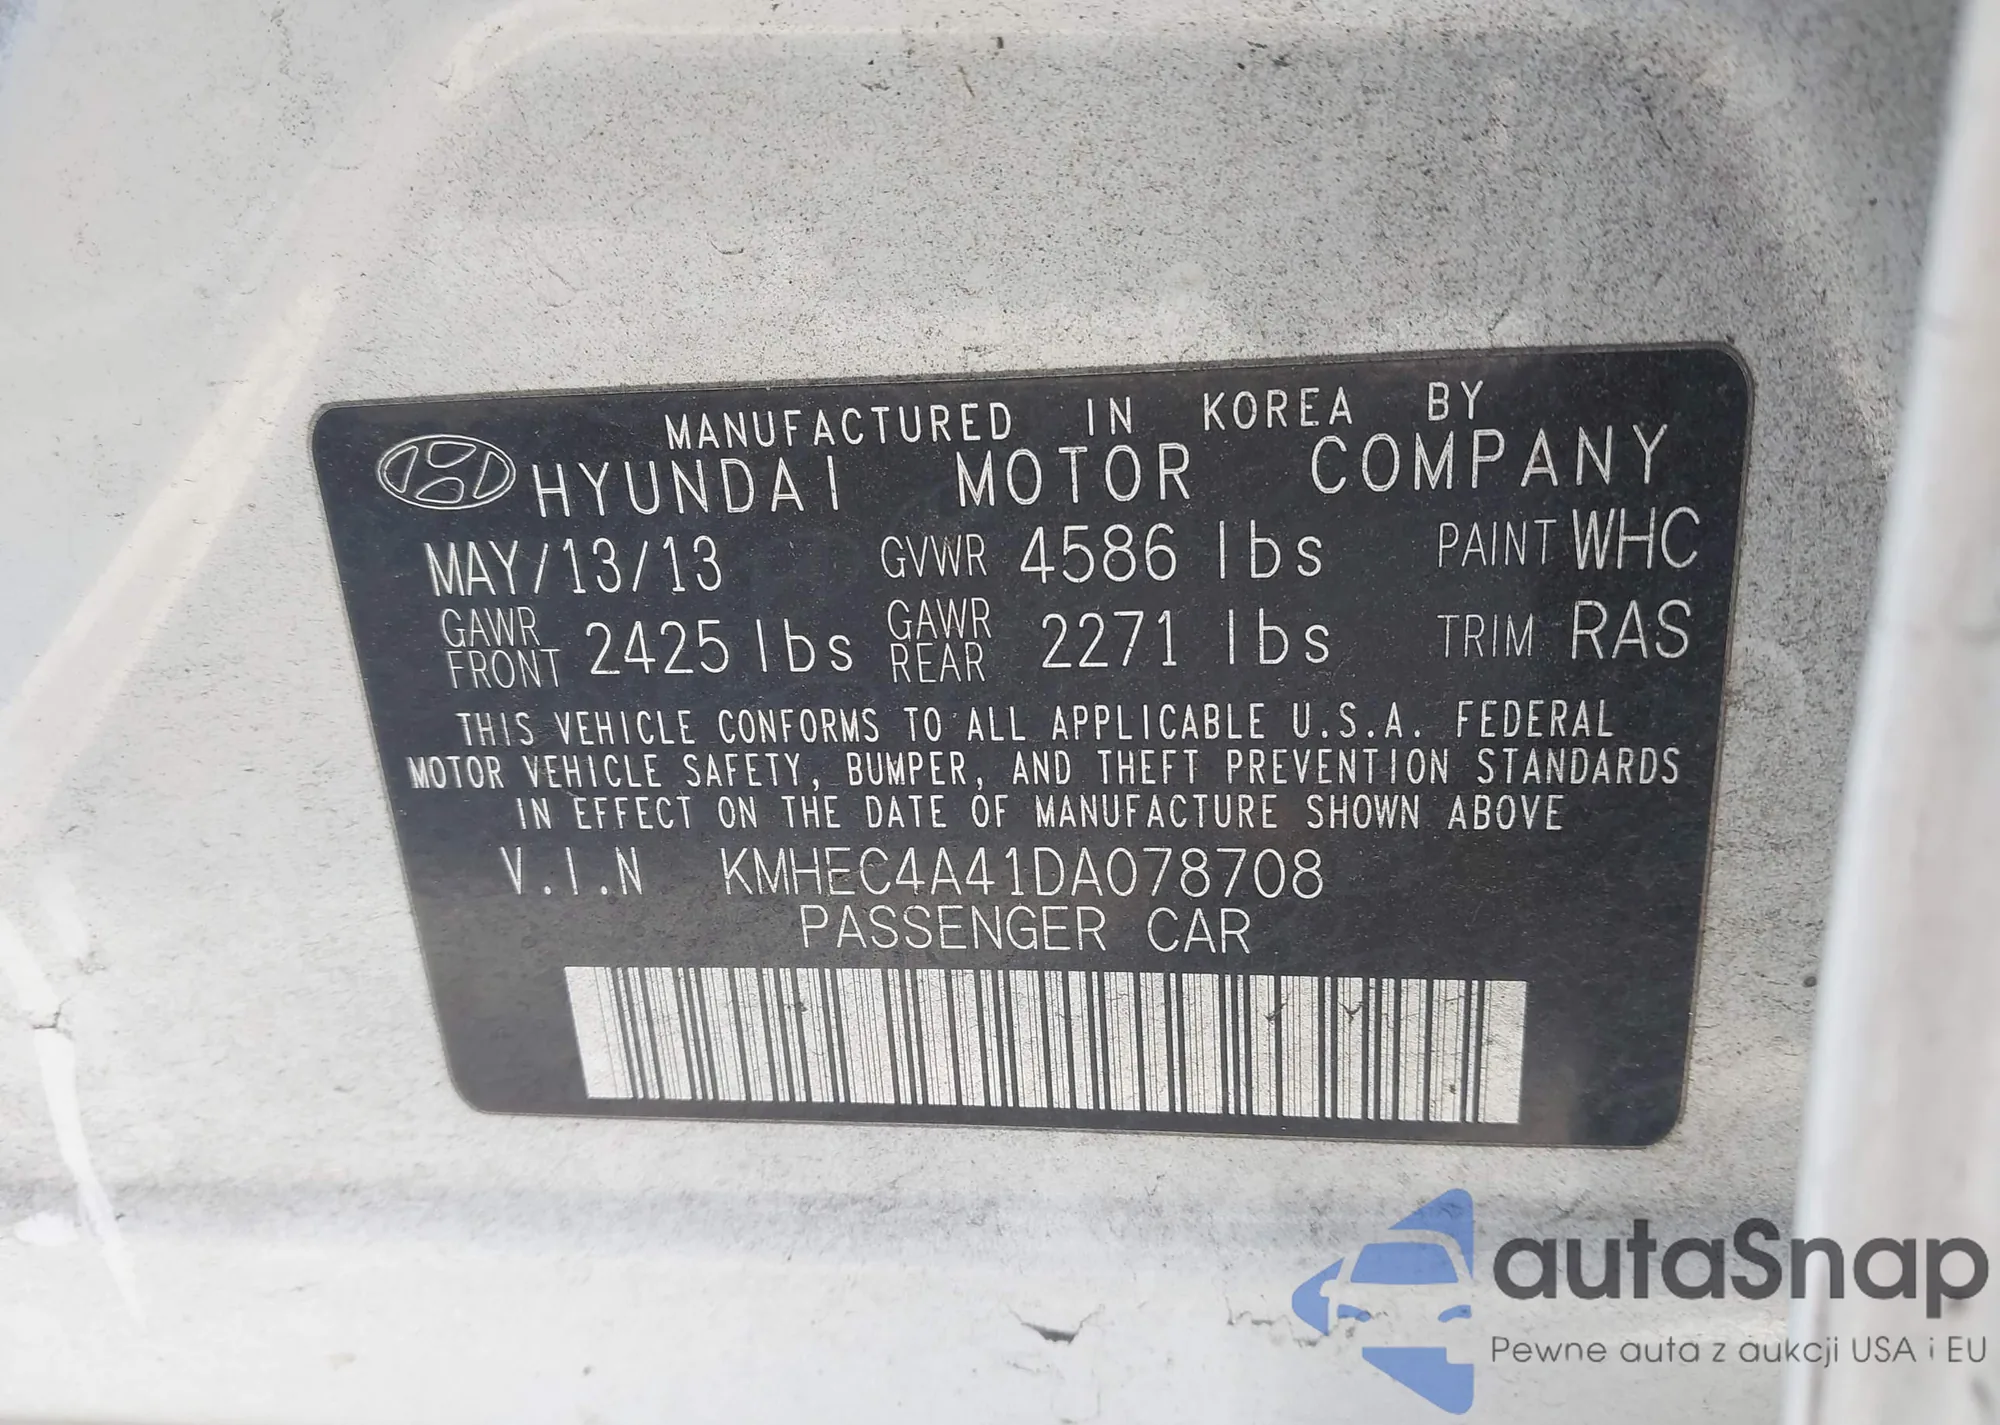 MANUFACTURED IN KOREA BY
HYUNDAI MOTOR COMPANY
MAY/13/13 GVWR 4586 lbs PAINT WHC
GAWR FRONT 2425 lbs GAWR REAR 2271 lbs TRIM RAS
THIS VEHICLE CONFORMS TO ALL APPLICABLE U.S.A. FEDERAL
MOTOR VEHICLE SAFETY, BUMPER, AND THEFT PREVENTION STANDARDS
IN EFFECT ON THE DATE OF MANUFACTURE SHOWN ABOVE
V.I.N KMHEC4A41DA078708
PASSENGER CAR
autaSnap
Pewne auta z aukcji USA i EU